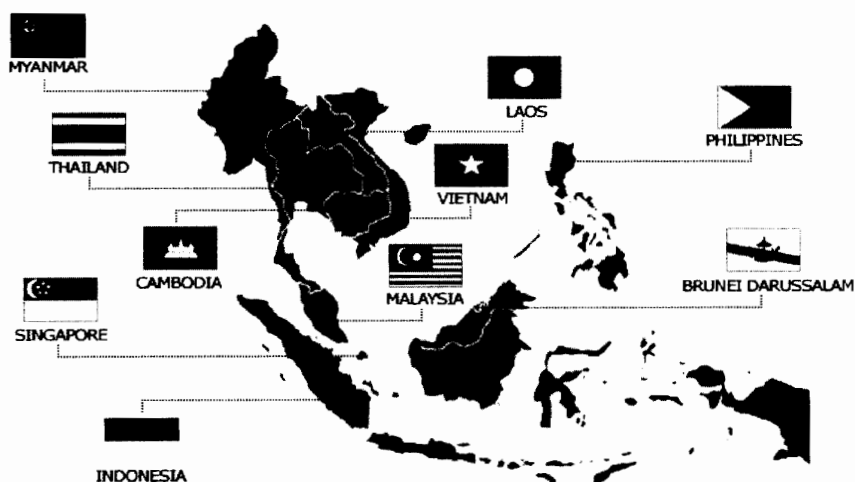 MYANMAR
LAOS
PHILIPPINES
THAILAND
VIETNAM
CAMBODIA
MALAYSIA
BRUNEI DARUSSALAM
SINGAPORE
INDONESIA